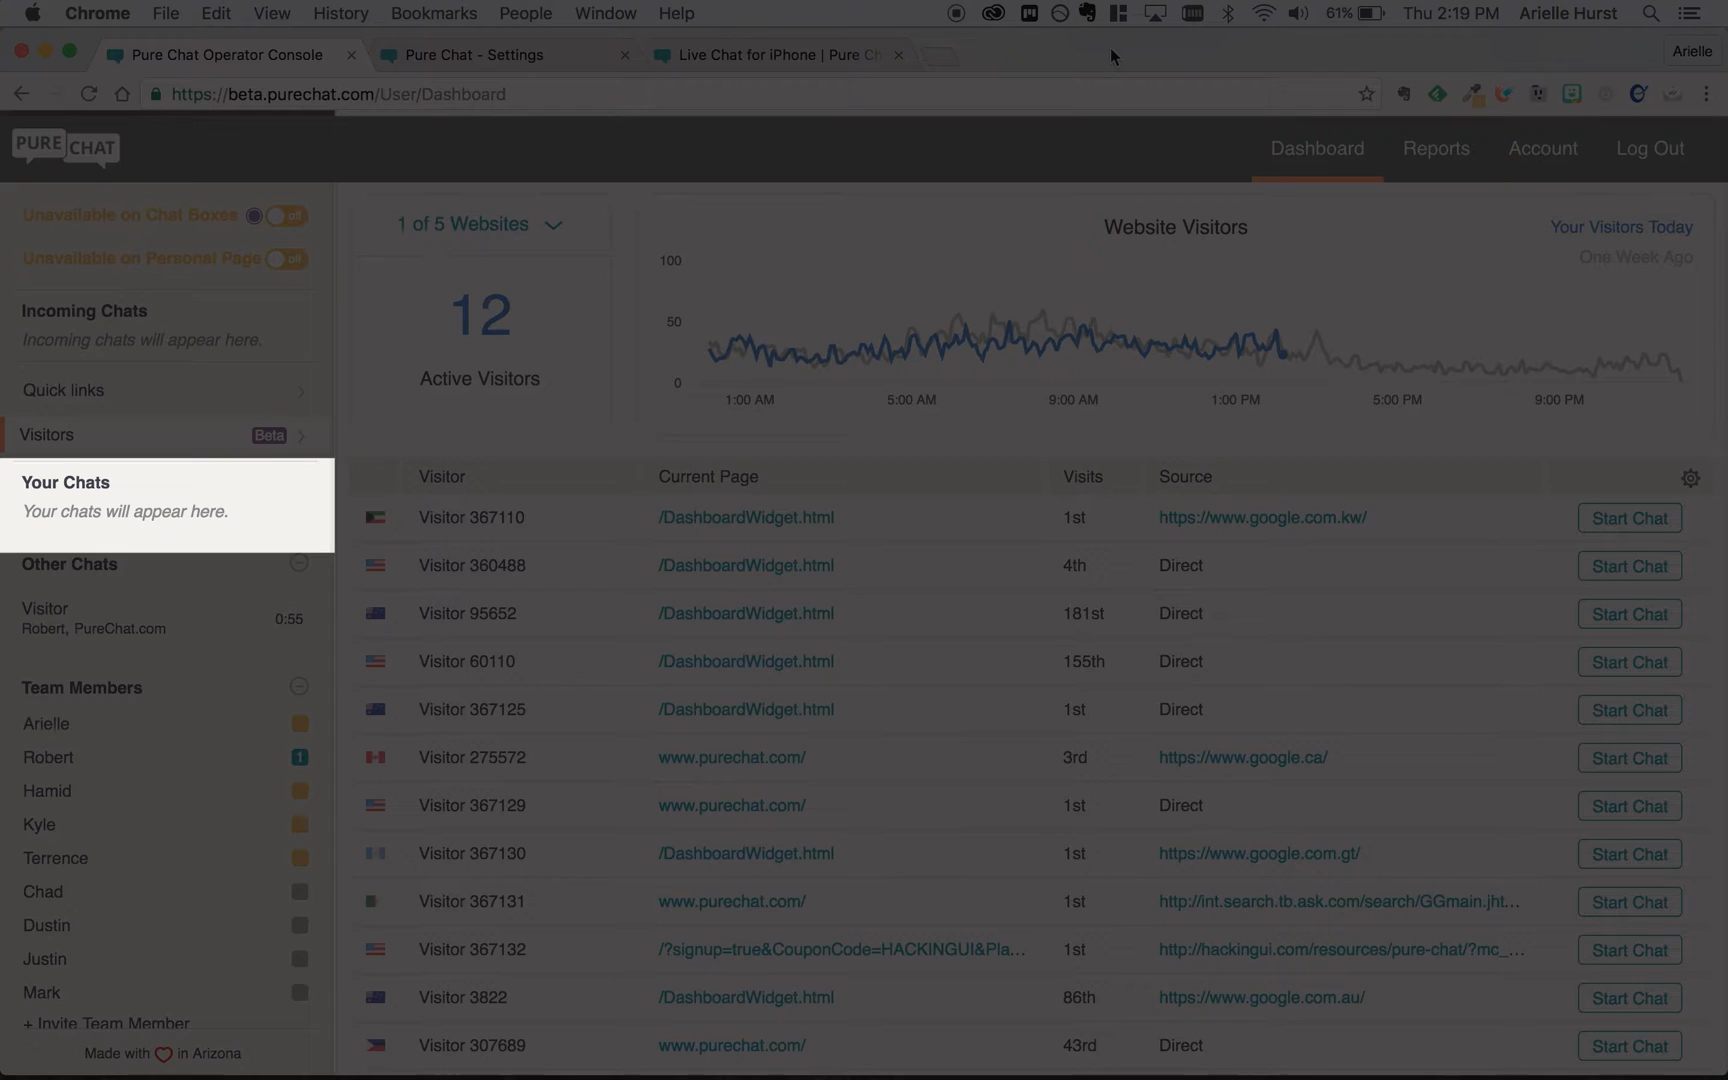 Chrome File Edit View History Bookmarks People Window Help 61% Thu 2:19 PM Arielle Hurst
Pure Chat Operator Console Pure Chat - Settings Live Chat for iPhone | Pure Ch Arielle
https://beta.purechat.com/User/Dashboard
PURE CHAT Dashboard Reports Account Log Out
Unavailable on Chat Boxes off
Unavailable on Personal Page off
Incoming Chats
Incoming chats will appear here.
Quick links
Visitors Beta
Your Chats
Your chats will appear here.
Other Chats
Visitor 0:55
Robert, PureChat.com
Team Members
Arielle
Robert 1
Hamid
Kyle
Terrence
Chad
Dustin
Justin
Mark
+ Invite Team Member
Made with in Arizona
1 of 5 Websites
12
Active Visitors
Website Visitors
Your Visitors Today
One Week Ago
100
50
0
1:00 AM 5:00 AM 9:00 AM 1:00 PM 5:00 PM 9:00 PM
Visitor Current Page Visits Source
Visitor 367110 /DashboardWidget.html 1st https://www.google.com.kw/ Start Chat
Visitor 360488 /DashboardWidget.html 4th Direct Start Chat
Visitor 95652 /DashboardWidget.html 181st Direct Start Chat
Visitor 60110 /DashboardWidget.html 155th Direct Start Chat
Visitor 367125 /DashboardWidget.html 1st Direct Start Chat
Visitor 275572 www.purechat.com/ 3rd https://www.google.ca/ Start Chat
Visitor 367129 www.purechat.com/ 1st Direct Start Chat
Visitor 367130 /DashboardWidget.html 1st https://www.google.com.gt/ Start Chat
Visitor 367131 www.purechat.com/ 1st http://int.search.tb.ask.com/search/GGmain.jht... Start Chat
Visitor 367132 /?signup=true&CouponCode=HACKINGUI&Pla... 1st http://hackingui.com/resources/pure-chat/?mc_... Start Chat
Visitor 3822 /DashboardWidget.html 86th https://www.google.com.au/ Start Chat
Visitor 307689 www.purechat.com/ 43rd Direct Start Chat